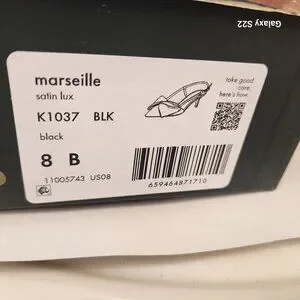 Galaxy S22
marseille
satin lux
K1037 BLK
black
8 B
11005743 US08
take good
care.
here's how.
659464871710